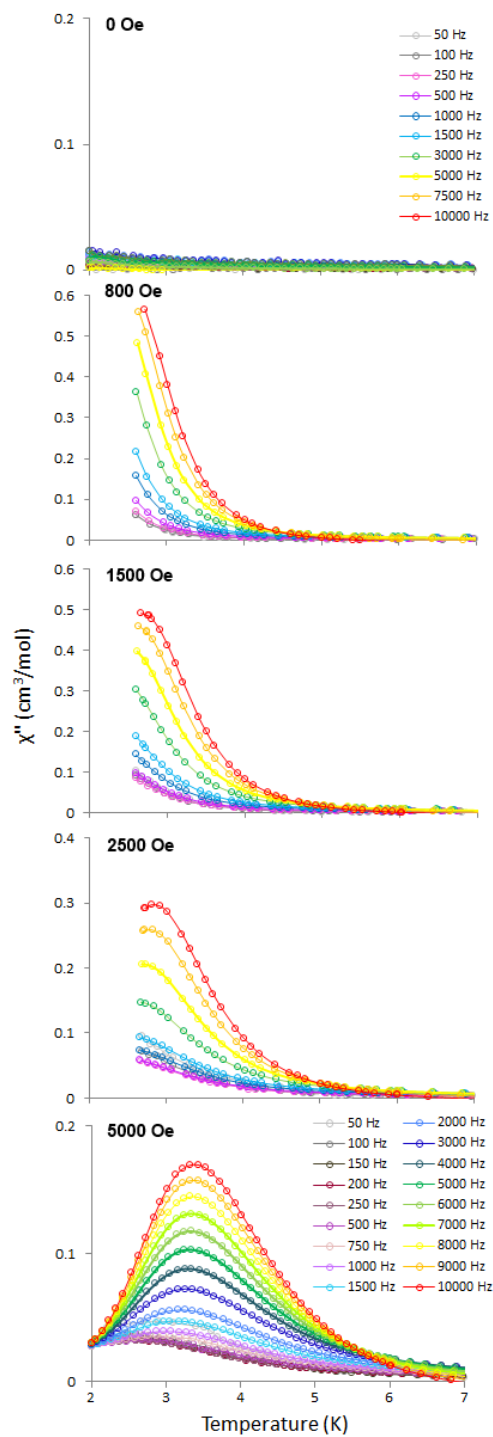 0 Oe
0.2
0.1
0
50 Hz
100 Hz
250 Hz
500 Hz
1000 Hz
1500 Hz
3000 Hz
5000 Hz
7500 Hz
10000 Hz
800 Oe
0.6
0.5
0.4
0.3
0.2
0.1
0
1500 Oe
0.6
0.5
0.4
0.3
0.2
0.1
0
χ'' (cm³/mol)
2500 Oe
0.4
0.3
0.2
0.1
0
5000 Oe
0.2
0.1
0
50 Hz
100 Hz
150 Hz
200 Hz
250 Hz
500 Hz
750 Hz
1000 Hz
1500 Hz
2000 Hz
3000 Hz
4000 Hz
5000 Hz
6000 Hz
7000 Hz
8000 Hz
9000 Hz
10000 Hz
2 3 4 5 6 7
Temperature (K)